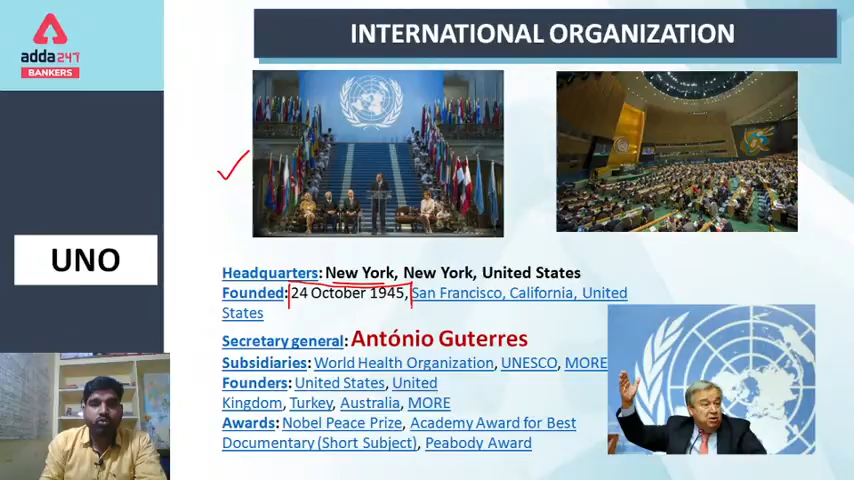 adda247
BANKERS
INTERNATIONAL ORGANIZATION
UNO
Headquarters: New York, New York, United States
Founded: 24 October 1945, San Francisco, California, United
States
Secretary general: António Guterres
Subsidiaries: World Health Organization, UNESCO, MORE
Founders: United States, United
Kingdom, Turkey, Australia, MORE
Awards: Nobel Peace Prize, Academy Award for Best
Documentary (Short Subject), Peabody Award